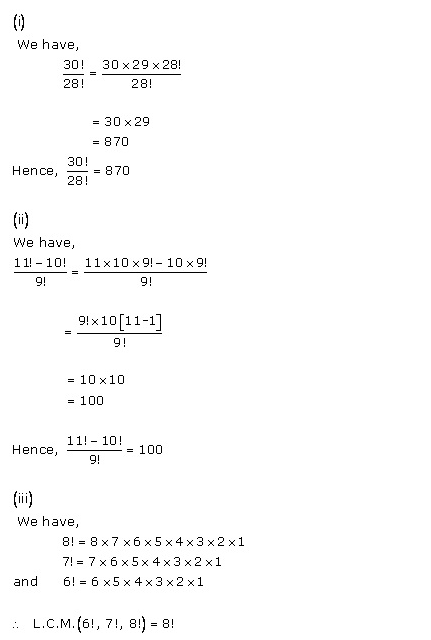 (i)
We have,
30!/28! = 30×29×28!/28!
= 30×29
= 870
Hence, 30!/28! = 870
(ii)
We have,
11!−10!/9! = 11×10×9!−10×9!/9!
= 9!×10[11-1]/9!
= 10×10
= 100
Hence, 11!−10!/9! = 100
(iii)
We have,
8! = 8×7×6×5×4×3×2×1
7! = 7×6×5×4×3×2×1
and 6! = 6×5×4×3×2×1
∴ L.C.M.(6!, 7!, 8!) = 8!